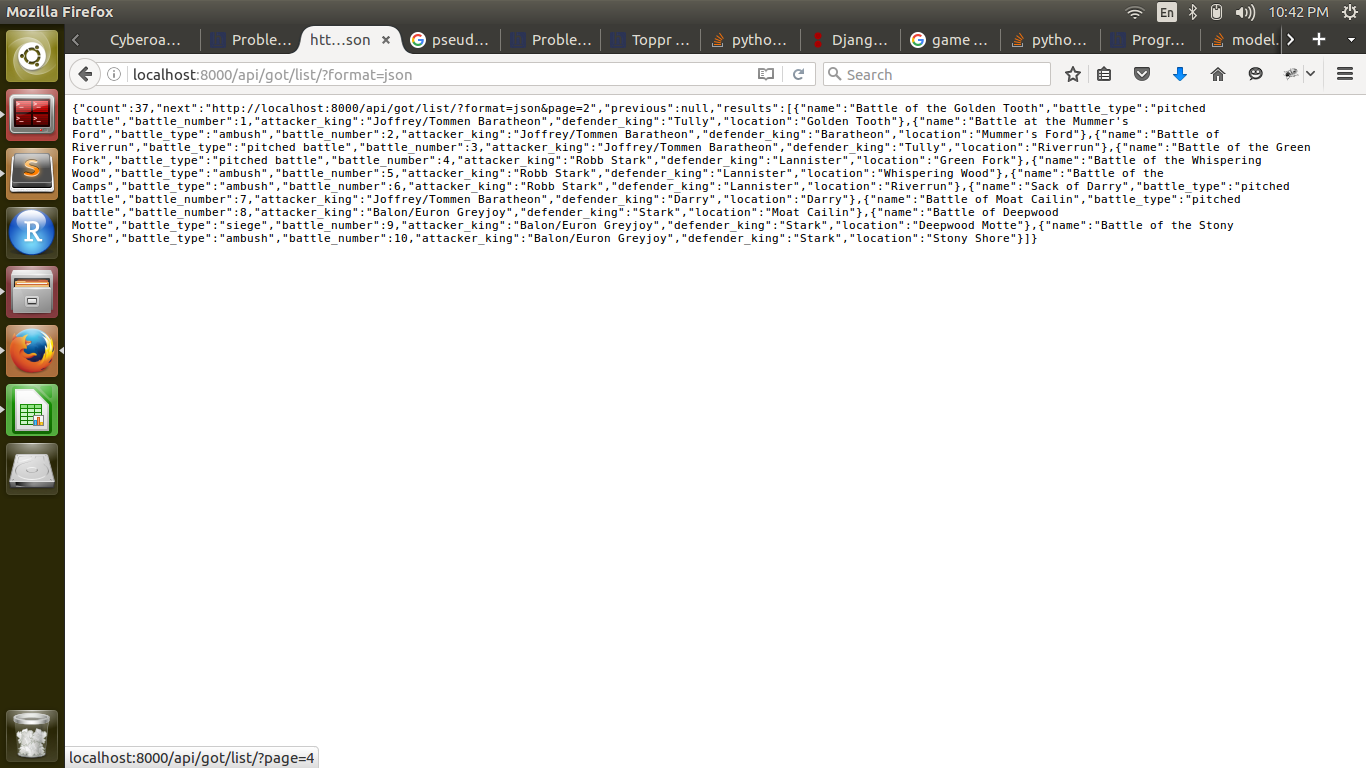 Mozilla Firefox
En
10:42 PM
Cyberoa...
Proble...
htt...son
pseud...
Proble...
Toppr ...
pytho...
Djang...
game ...
pytho...
Progr...
model.
localhost:8000/api/got/list/?format=json
Search
{"count":37,"next":"http://localhost:8000/api/got/list/?format=json&page=2","previous":null,"results":[{"name":"Battle of the Golden Tooth","battle_type":"pitched
battle","battle_number":1,"attacker_king":"Joffrey/Tommen Baratheon","defender_king":"Tully","location":"Golden Tooth"},{"name":"Battle at the Mummer's
Ford","battle_type":"ambush","battle_number":2,"attacker_king":"Joffrey/Tommen Baratheon","defender_king":"Baratheon","location":"Mummer's Ford"},{"name":"Battle of
Riverrun","battle_type":"pitched battle","battle_number":3,"attacker_king":"Joffrey/Tommen Baratheon","defender_king":"Tully","location":"Riverrun"},{"name":"Battle of the Green
Fork","battle_type":"pitched battle","battle_number":4,"attacker_king":"Robb Stark","defender_king":"Lannister","location":"Green Fork"},{"name":"Battle of the Whispering
Wood","battle_type":"ambush","battle_number":5,"attacker_king":"Robb Stark","defender_king":"Lannister","location":"Whispering Wood"},{"name":"Battle of the
Camps","battle_type":"ambush","battle_number":6,"attacker_king":"Robb Stark","defender_king":"Lannister","location":"Riverrun"},{"name":"Sack of Darry","battle_type":"pitched
battle","battle_number":7,"attacker_king":"Joffrey/Tommen Baratheon","defender_king":"Darry","location":"Darry"},{"name":"Battle of Moat Cailin","battle_type":"pitched
battle","battle_number":8,"attacker_king":"Balon/Euron Greyjoy","defender_king":"Stark","location":"Moat Cailin"},{"name":"Battle of Deepwood
Motte","battle_type":"siege","battle_number":9,"attacker_king":"Balon/Euron Greyjoy","defender_king":"Stark","location":"Deepwood Motte"},{"name":"Battle of the Stony
Shore","battle_type":"ambush","battle_number":10,"attacker_king":"Balon/Euron Greyjoy","defender_king":"Stark","location":"Stony Shore"}]}
S
R
localhost:8000/api/got/list/?page=4